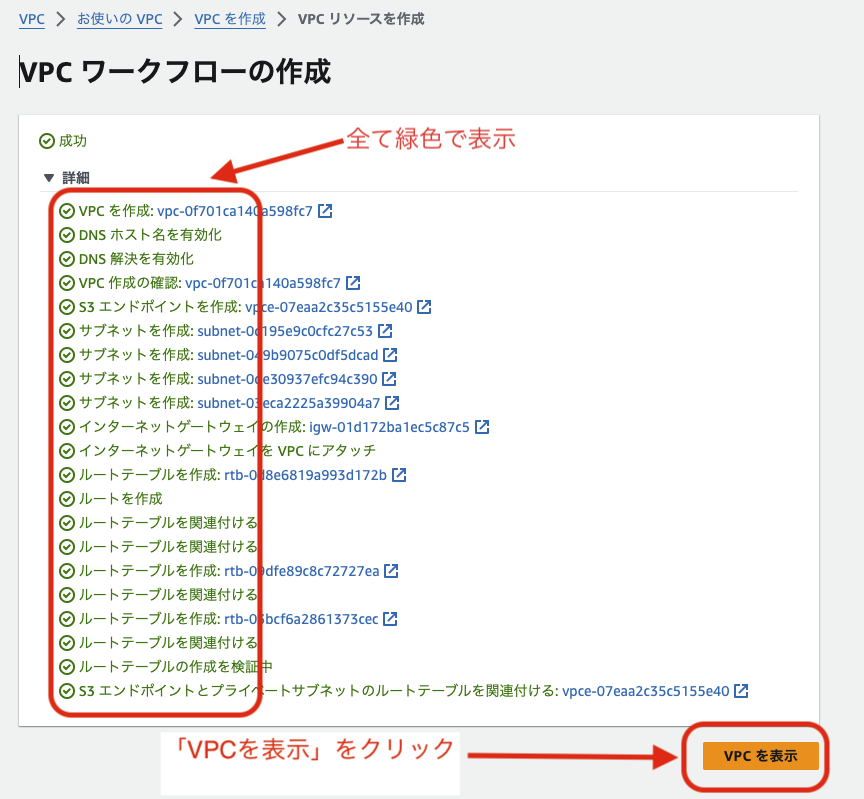 VPC > お使いの VPC > VPC を作成 > VPC リソースを作成
VPC ワークフローの作成
成功
全て緑色で表示
▼ 詳細
VPC を作成: vpc-0f701ca140a598fc7
DNS ホスト名を有効化
DNS 解決を有効化
VPC 作成の確認: vpc-0f701ca140a598fc7
S3 エンドポイントを作成: vpce-07eaa2c35c5155e40
サブネットを作成: subnet-0c195e9c0cfc27c53
サブネットを作成: subnet-049b9075c0df5dcad
サブネットを作成: subnet-0de30937efc94c390
サブネットを作成: subnet-03eca2225a39904a7
インターネットゲートウェイの作成: igw-01d172ba1ec5c87c5
インターネットゲートウェイを VPC にアタッチ
ルートテーブルを作成: rtb-0d8e6819a993d172b
ルートを作成
ルートテーブルを関連付ける
ルートテーブルを関連付ける
ルートテーブルを作成: rtb-09dfe89c8c72727ea
ルートテーブルを関連付ける
ルートテーブルを作成: rtb-03bcf6a2861373cec
ルートテーブルを関連付ける
ルートテーブルの作成を検証中
S3 エンドポイントとプライベートサブネットのルートテーブルを関連付ける: vpce-07eaa2c35c5155e40
「VPCを表示」をクリック
VPC を表示